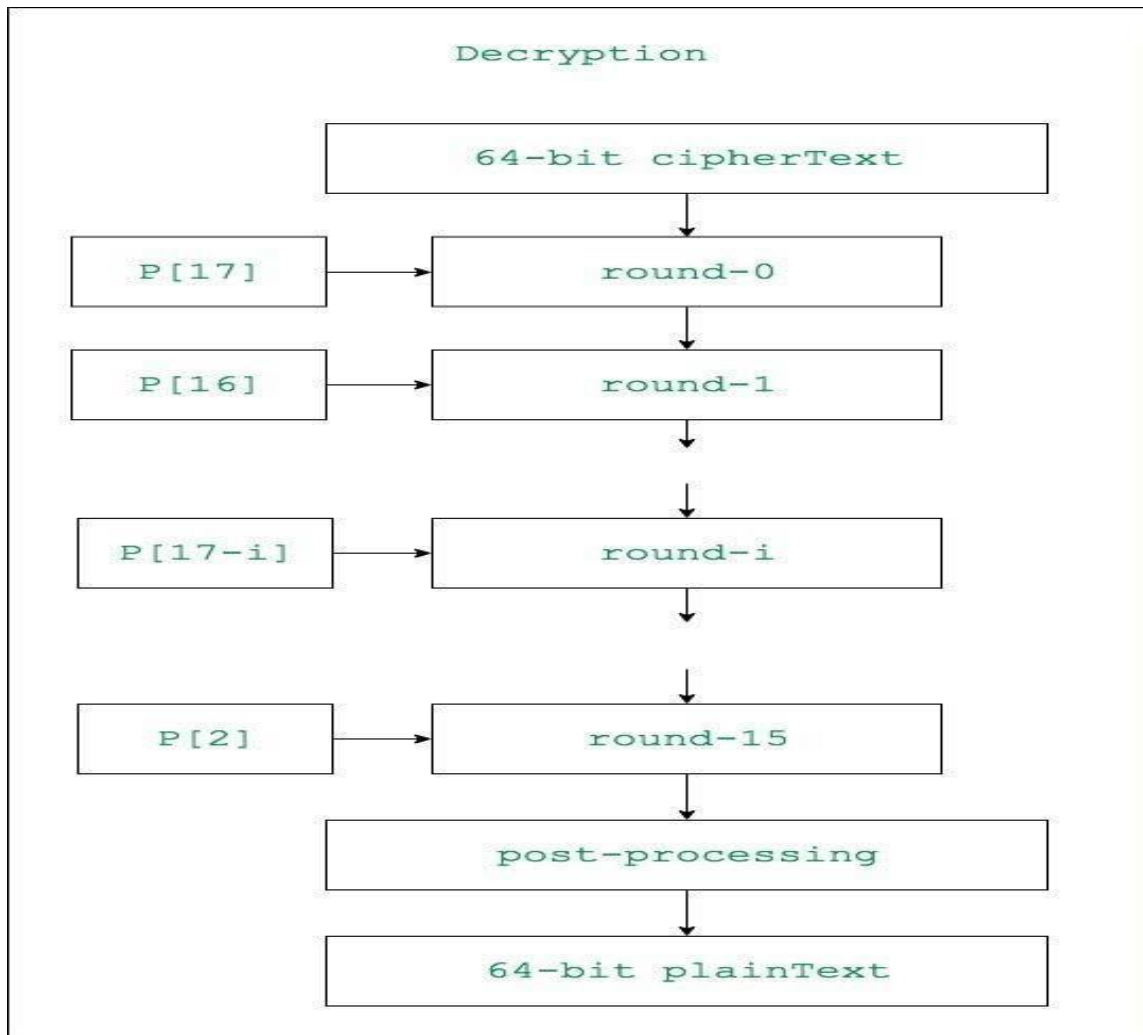 Decryption
64-bit cipherText
P[17]
round-0
P[16]
round-1
P[17-i]
round-i
P[2]
round-15
post-processing
64-bit plainText